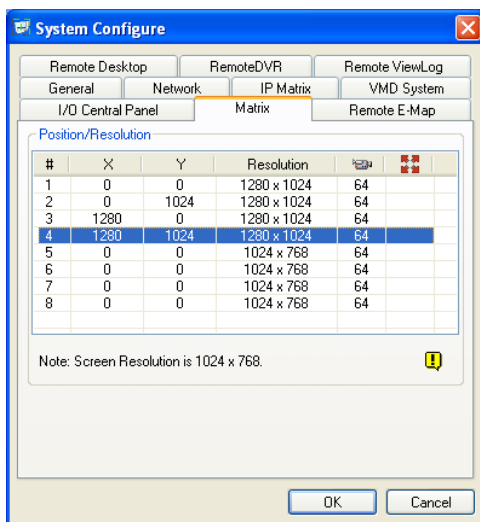 System Configure
Remote Desktop RemoteDVR Remote ViewLog
General Network IP Matrix VMD System
I/O Central Panel Matrix Remote E-Map
Position/Resolution
# X Y Resolution
1 0 0 1280 x 1024 64
2 0 1024 1280 x 1024 64
3 1280 0 1280 x 1024 64
4 1280 1024 1280 x 1024 64
5 0 0 1024 x 768 64
6 0 0 1024 x 768 64
7 0 0 1024 x 768 64
8 0 0 1024 x 768 64
Note: Screen Resolution is 1024 x 768.
OK Cancel